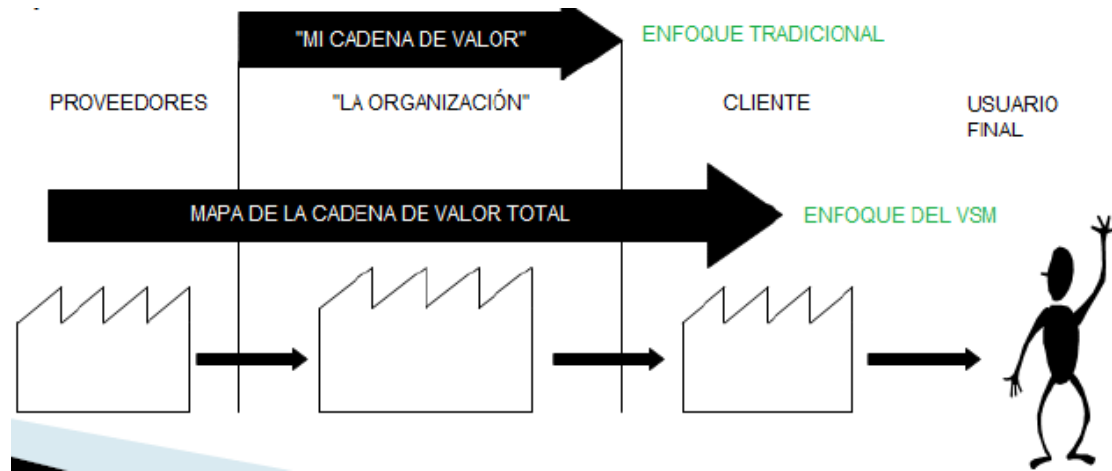 "MI CADENA DE VALOR"
ENFOQUE TRADICIONAL
PROVEEDORES
"LA ORGANIZACIÓN"
CLIENTE
USUARIO
FINAL
MAPA DE LA CADENA DE VALOR TOTAL
ENFOQUE DEL VSM